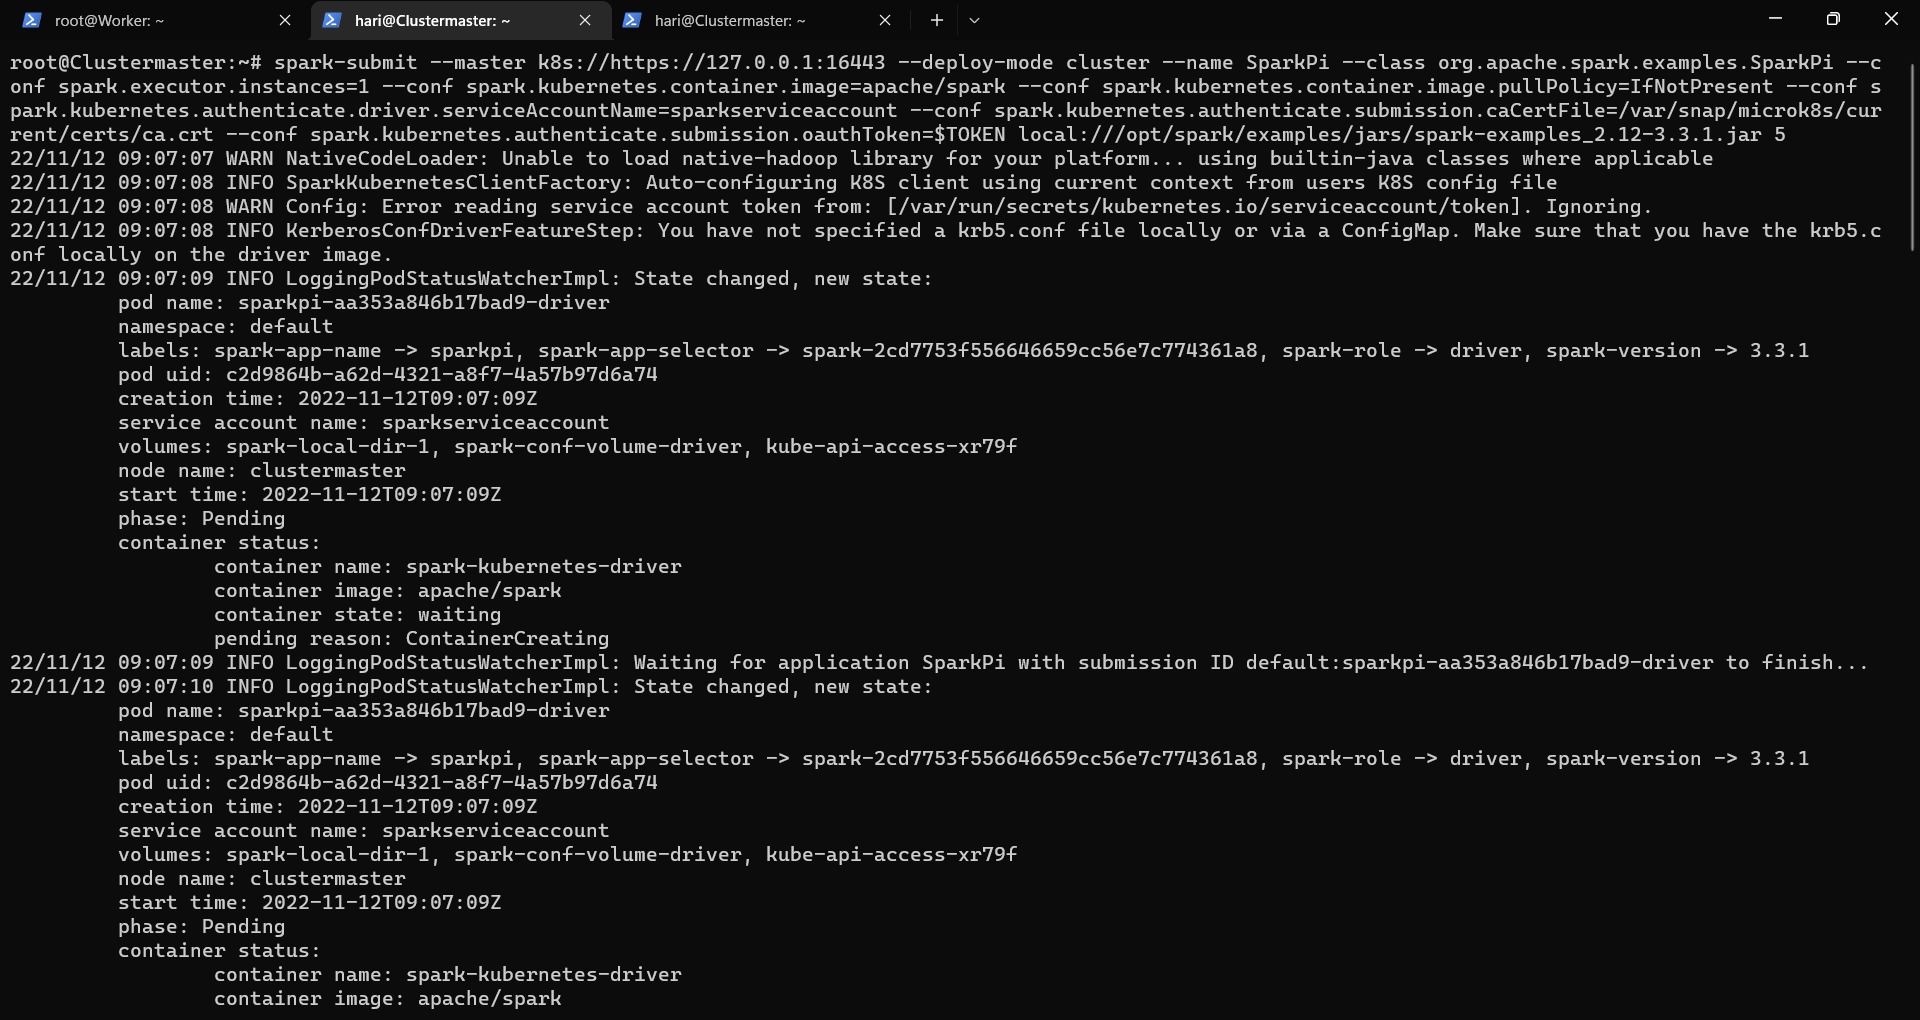 root@Worker: ~
hari@Clustermaster: ~
hari@Clustermaster: ~
root@Clustermaster:~# spark-submit --master k8s://https://127.0.0.1:16443 --deploy-mode cluster --name SparkPi --class org.apache.spark.examples.SparkPi --c
onf spark.executor.instances=1 --conf spark.kubernetes.container.image=apache/spark --conf spark.kubernetes.container.image.pullPolicy=IfNotPresent --conf s
park.kubernetes.authenticate.driver.serviceAccountName=sparkserviceaccount --conf spark.kubernetes.authenticate.submission.caCertFile=/var/snap/microk8s/cur
rent/certs/ca.crt --conf spark.kubernetes.authenticate.submission.oauthToken=$TOKEN local:///opt/spark/examples/jars/spark-examples_2.12-3.3.1.jar 5
22/11/12 09:07:07 WARN NativeCodeLoader: Unable to load native-hadoop library for your platform... using builtin-java classes where applicable
22/11/12 09:07:08 INFO SparkKubernetesClientFactory: Auto-configuring K8S client using current context from users K8S config file
22/11/12 09:07:08 WARN Config: Error reading service account token from: [/var/run/secrets/kubernetes.io/serviceaccount/token]. Ignoring.
22/11/12 09:07:08 INFO KerberosConfDriverFeatureStep: You have not specified a krb5.conf file locally or via a ConfigMap. Make sure that you have the krb5.c
onf locally on the driver image.
22/11/12 09:07:09 INFO LoggingPodStatusWatcherImpl: State changed, new state:
pod name: sparkpi-aa353a846b17bad9-driver
namespace: default
labels: spark-app-name -> sparkpi, spark-app-selector -> spark-2cd7753f556646659cc56e7c774361a8, spark-role -> driver, spark-version -> 3.3.1
pod uid: c2d9864b-a62d-4321-a8f7-4a57b97d6a74
creation time: 2022-11-12T09:07:09Z
service account name: sparkserviceaccount
volumes: spark-local-dir-1, spark-conf-volume-driver, kube-api-access-xr79f
node name: clustermaster
start time: 2022-11-12T09:07:09Z
phase: Pending
container status:
container name: spark-kubernetes-driver
container image: apache/spark
container state: waiting
pending reason: ContainerCreating
22/11/12 09:07:09 INFO LoggingPodStatusWatcherImpl: Waiting for application SparkPi with submission ID default:sparkpi-aa353a846b17bad9-driver to finish...
22/11/12 09:07:10 INFO LoggingPodStatusWatcherImpl: State changed, new state:
pod name: sparkpi-aa353a846b17bad9-driver
namespace: default
labels: spark-app-name -> sparkpi, spark-app-selector -> spark-2cd7753f556646659cc56e7c774361a8, spark-role -> driver, spark-version -> 3.3.1
pod uid: c2d9864b-a62d-4321-a8f7-4a57b97d6a74
creation time: 2022-11-12T09:07:09Z
service account name: sparkserviceaccount
volumes: spark-local-dir-1, spark-conf-volume-driver, kube-api-access-xr79f
node name: clustermaster
start time: 2022-11-12T09:07:09Z
phase: Pending
container status:
container name: spark-kubernetes-driver
container image: apache/spark